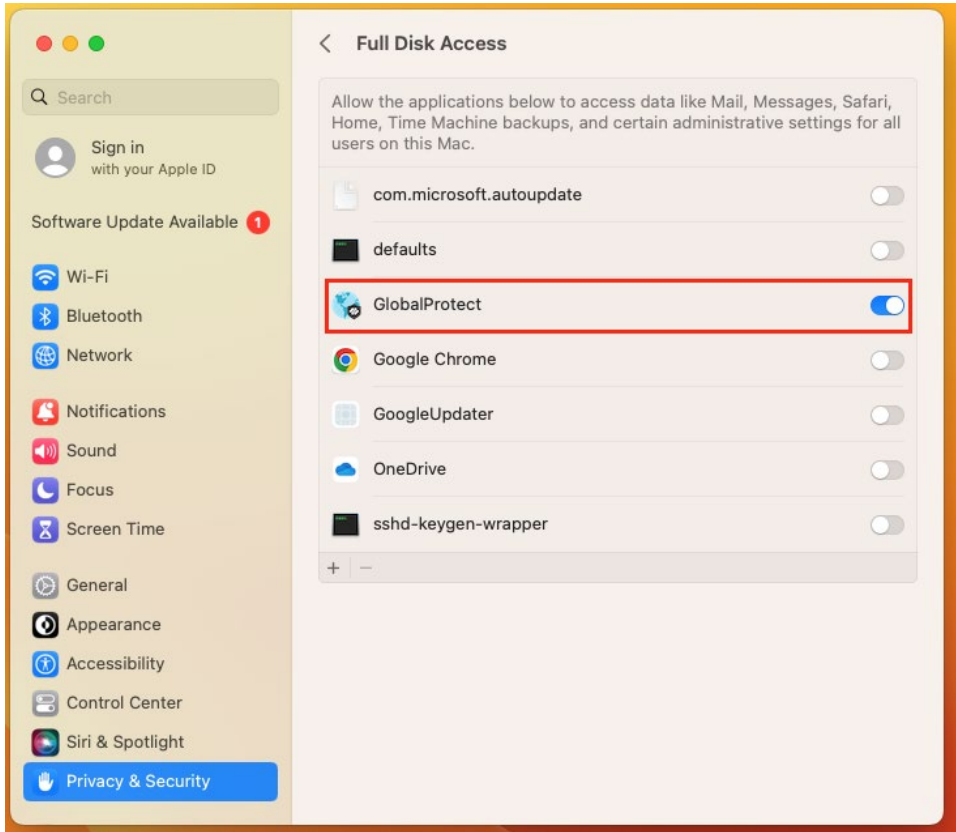 Search
Sign in
with your Apple ID
Software Update Available 1
Wi-Fi
Bluetooth
Network
Notifications
Sound
Focus
Screen Time
General
Appearance
Accessibility
Control Center
Siri & Spotlight
Privacy & Security
Full Disk Access
Allow the applications below to access data like Mail, Messages, Safari,
Home, Time Machine backups, and certain administrative settings for all
users on this Mac.
com.microsoft.autoupdate
defaults
GlobalProtect
Google Chrome
GoogleUpdater
OneDrive
sshd-keygen-wrapper